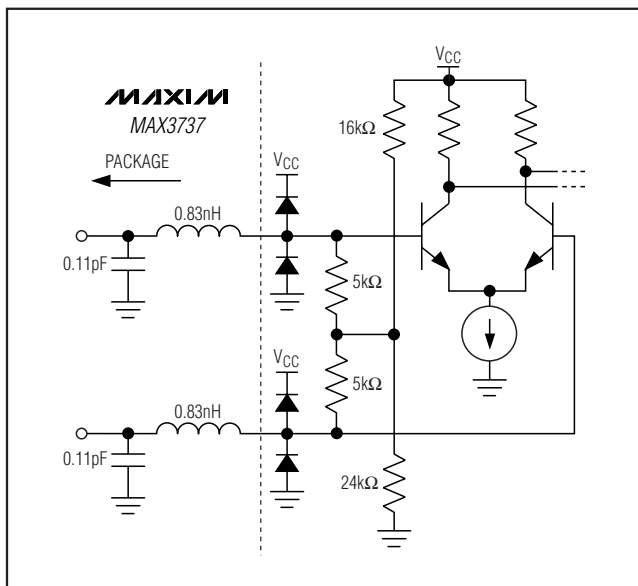 VCC
MAXIM
MAX3737
16kΩ
PACKAGE
VCC
0.83nH
0.11pF
5kΩ
VCC
5kΩ
0.83nH
0.11pF
24kΩ